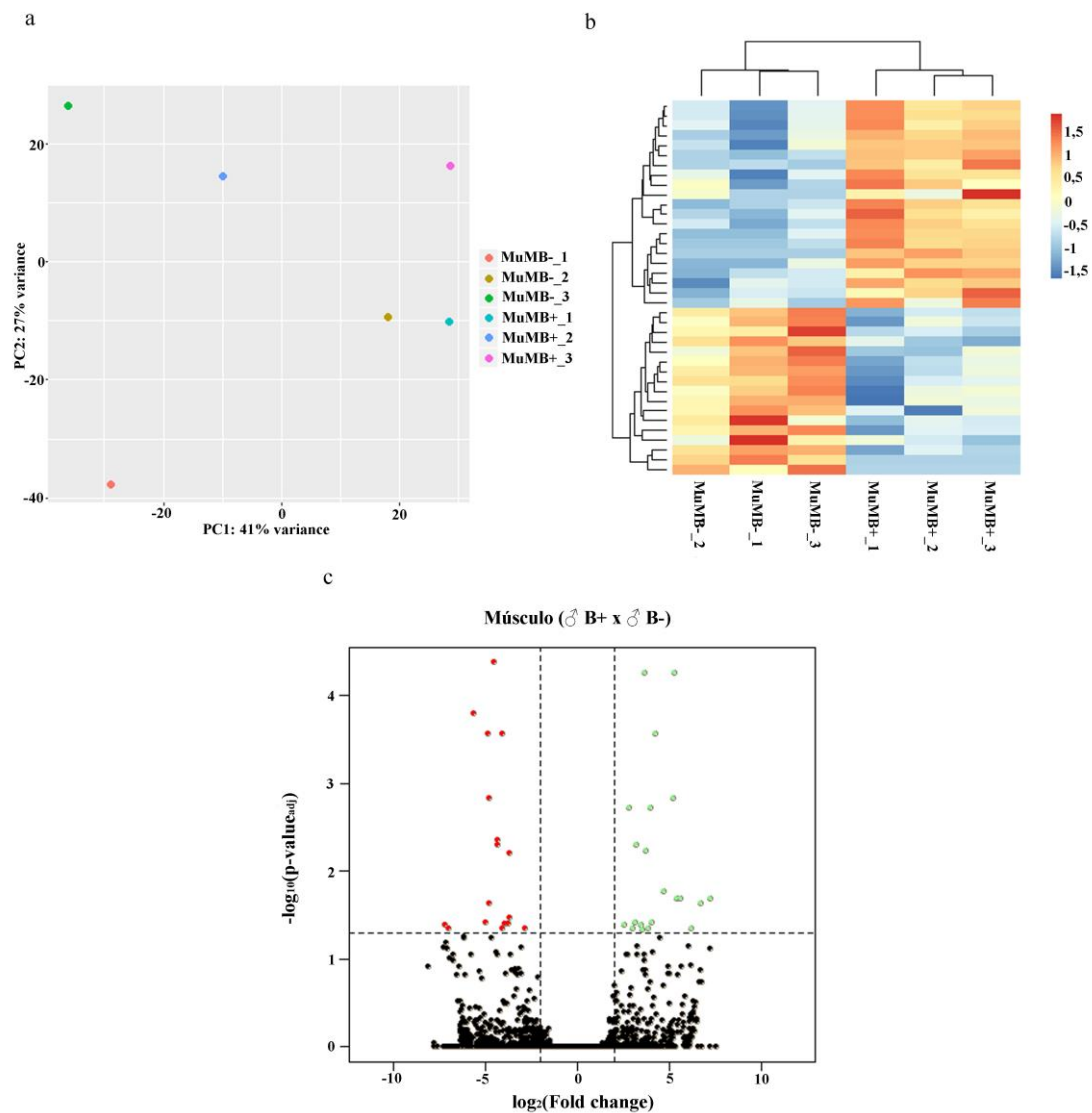 a
20
0
-20
-40
-20
0
20
PC2: 27% variance
PC1: 41% variance
MuMB-_1
MuMB-_2
MuMB-_3
MuMB+_1
MuMB+_2
MuMB+_3
b
1,5
1
0,5
0
-0,5
-1
-1,5
MuMB-_2
MuMB-_1
MuMB-_3
MuMB+_1
MuMB+_2
MuMB+_3
c
Músculo (♂ B+ x ♂ B-)
4
3
2
1
0
-log₁₀(p-valueadj)
-10
-5
0
5
10
log₂(Fold change)